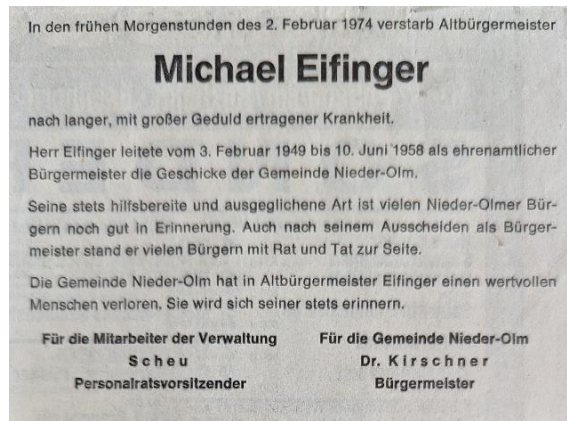 In den frühen Morgenstunden des 2. Februar 1974 verstarb Altbürgermeister
Michael Eifinger
nach langer, mit großer Geduld ertragener Krankheit.
Herr Eifinger leitete vom 3. Februar 1949 bis 10. Juni 1958 als ehrenamtlicher
Bürgermeister die Geschicke der Gemeinde Nieder-Olm.
Seine stets hilfsbereite und ausgeglichene Art ist vielen Nieder-Olmer Bür-
gern noch gut in Erinnerung. Auch nach seinem Ausscheiden als Bürger-
meister stand er vielen Bürgern mit Rat und Tat zur Seite.
Die Gemeinde Nieder-Olm hat in Altbürgermeister Eifinger einen wertvollen
Menschen verloren. Sie wird sich seiner stets erinnern.
Für die Mitarbeiter der Verwaltung
Scheu
Personalratsvorsitzender
Für die Gemeinde Nieder-Olm
Dr. Kirschner
Bürgermeister